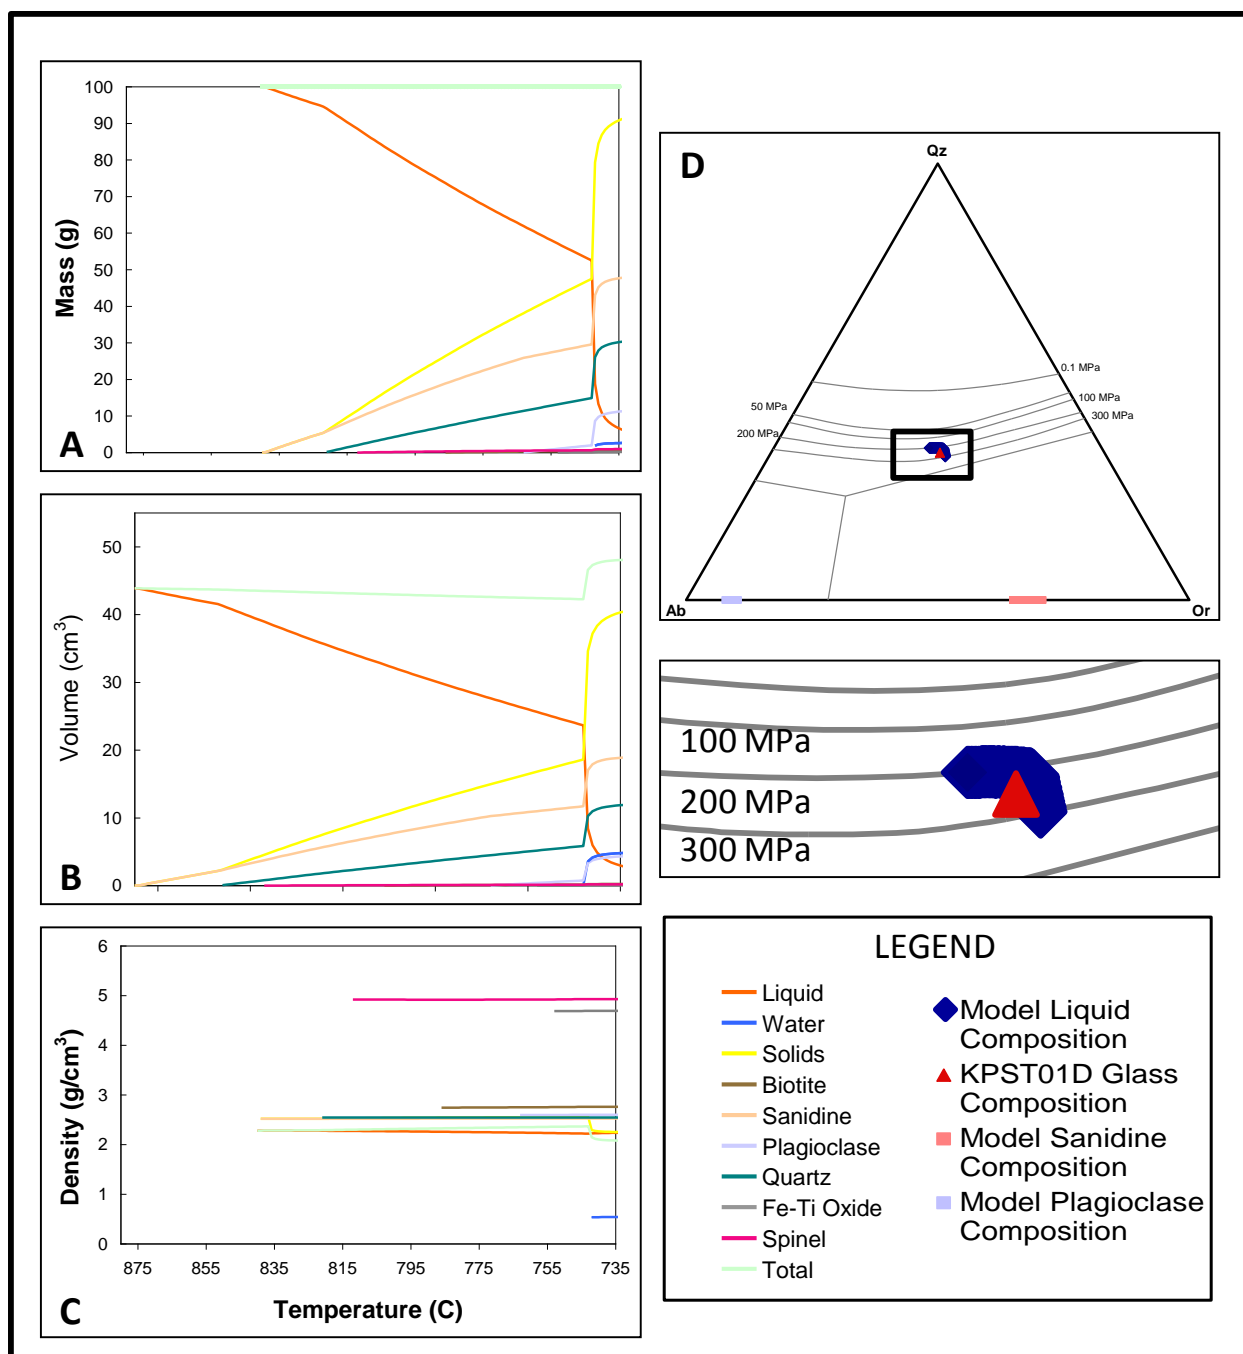 100
90
80
70
60
50
40
30
20
10
0
Mass (g)
A
50
40
30
20
10
0
Volume (cm³)
B
6
5
4
3
2
1
0
Density (g/cm³)
875 855 835 815 795 775 755 735
C
Temperature (C)
D
Qz
0.1 MPa
50 MPa
100 MPa
200 MPa
300 MPa
Ab
Or
100 MPa
200 MPa
300 MPa
LEGEND
Liquid
Water
Solids
Biotite
Sanidine
Plagioclase
Quartz
Fe-Ti Oxide
Spinel
Total
Model Liquid
Composition
KPST01D Glass
Composition
Model Sanidine
Composition
Model Plagioclase
Composition